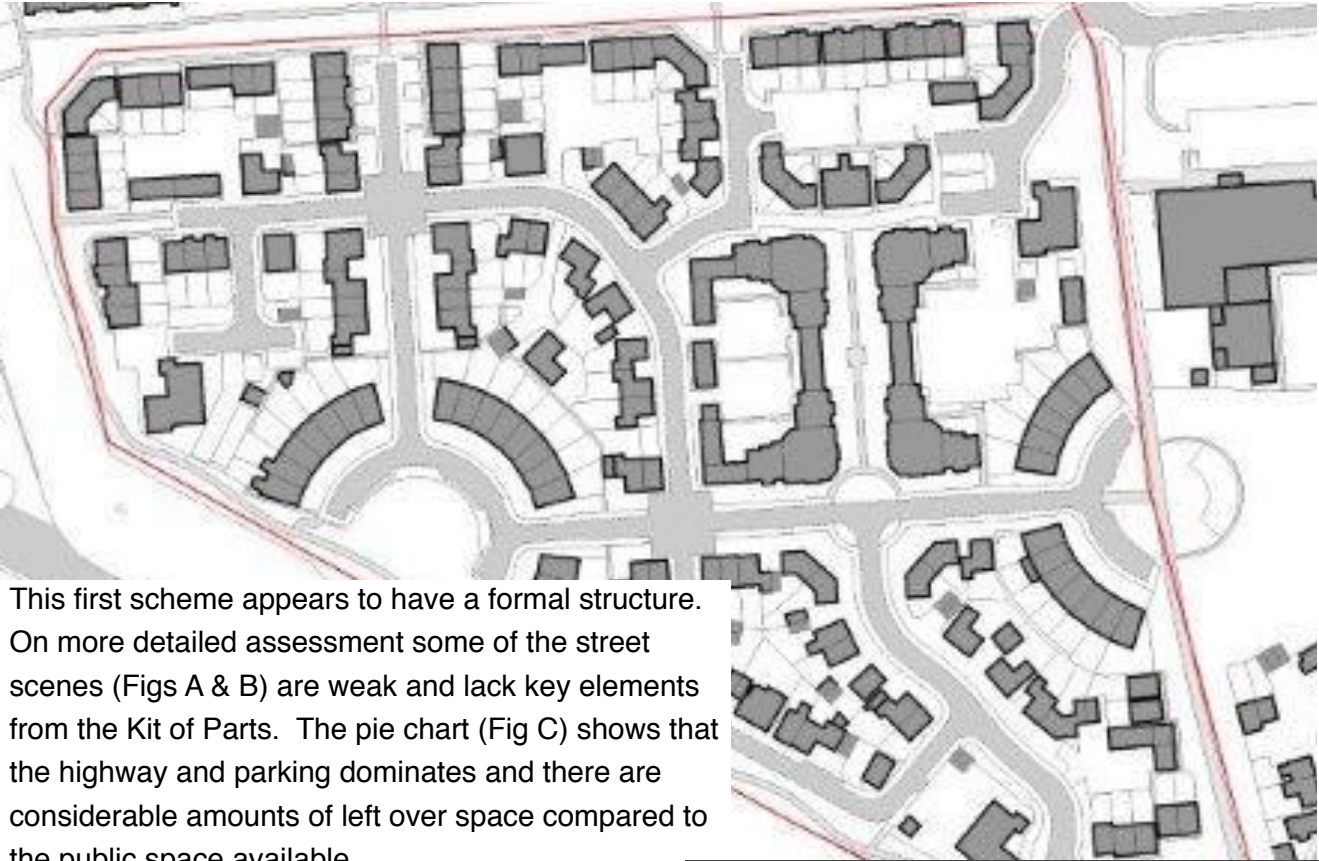 This first scheme appears to have a formal structure.
On more detailed assessment some of the street
scenes (Figs A & B) are weak and lack key elements
from the Kit of Parts. The pie chart (Fig C) shows that
the highway and parking dominates and there are
considerable amounts of left over space compared to
the public space available